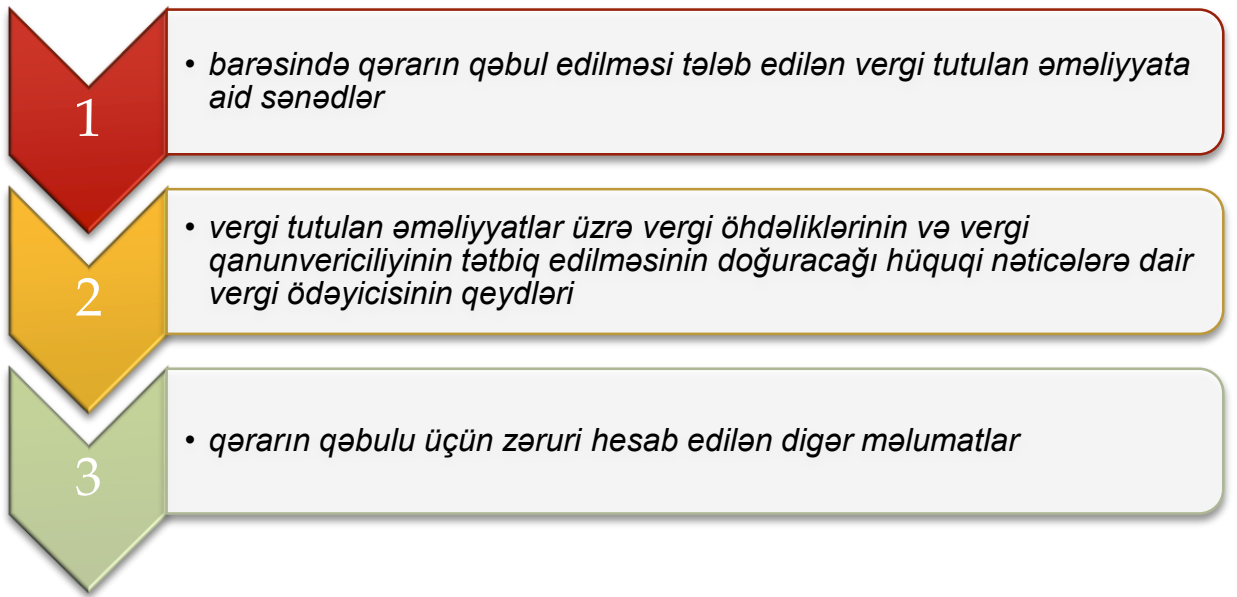 1
• barəsində qərarın qəbul edilməsi tələb edilən vergi tutulan əməliyyata
aid sənədlər
2
• vergi tutulan əməliyyatlar üzrə vergi öhdəliklərinin və vergi
qanunvericiliyinin tətbiq edilməsinin doğuracağı hüquqi nəticələrə dair
vergi ödəyicisinin qeydləri
3
• qərarın qəbulu üçün zəruri hesab edilən digər məlumatlar